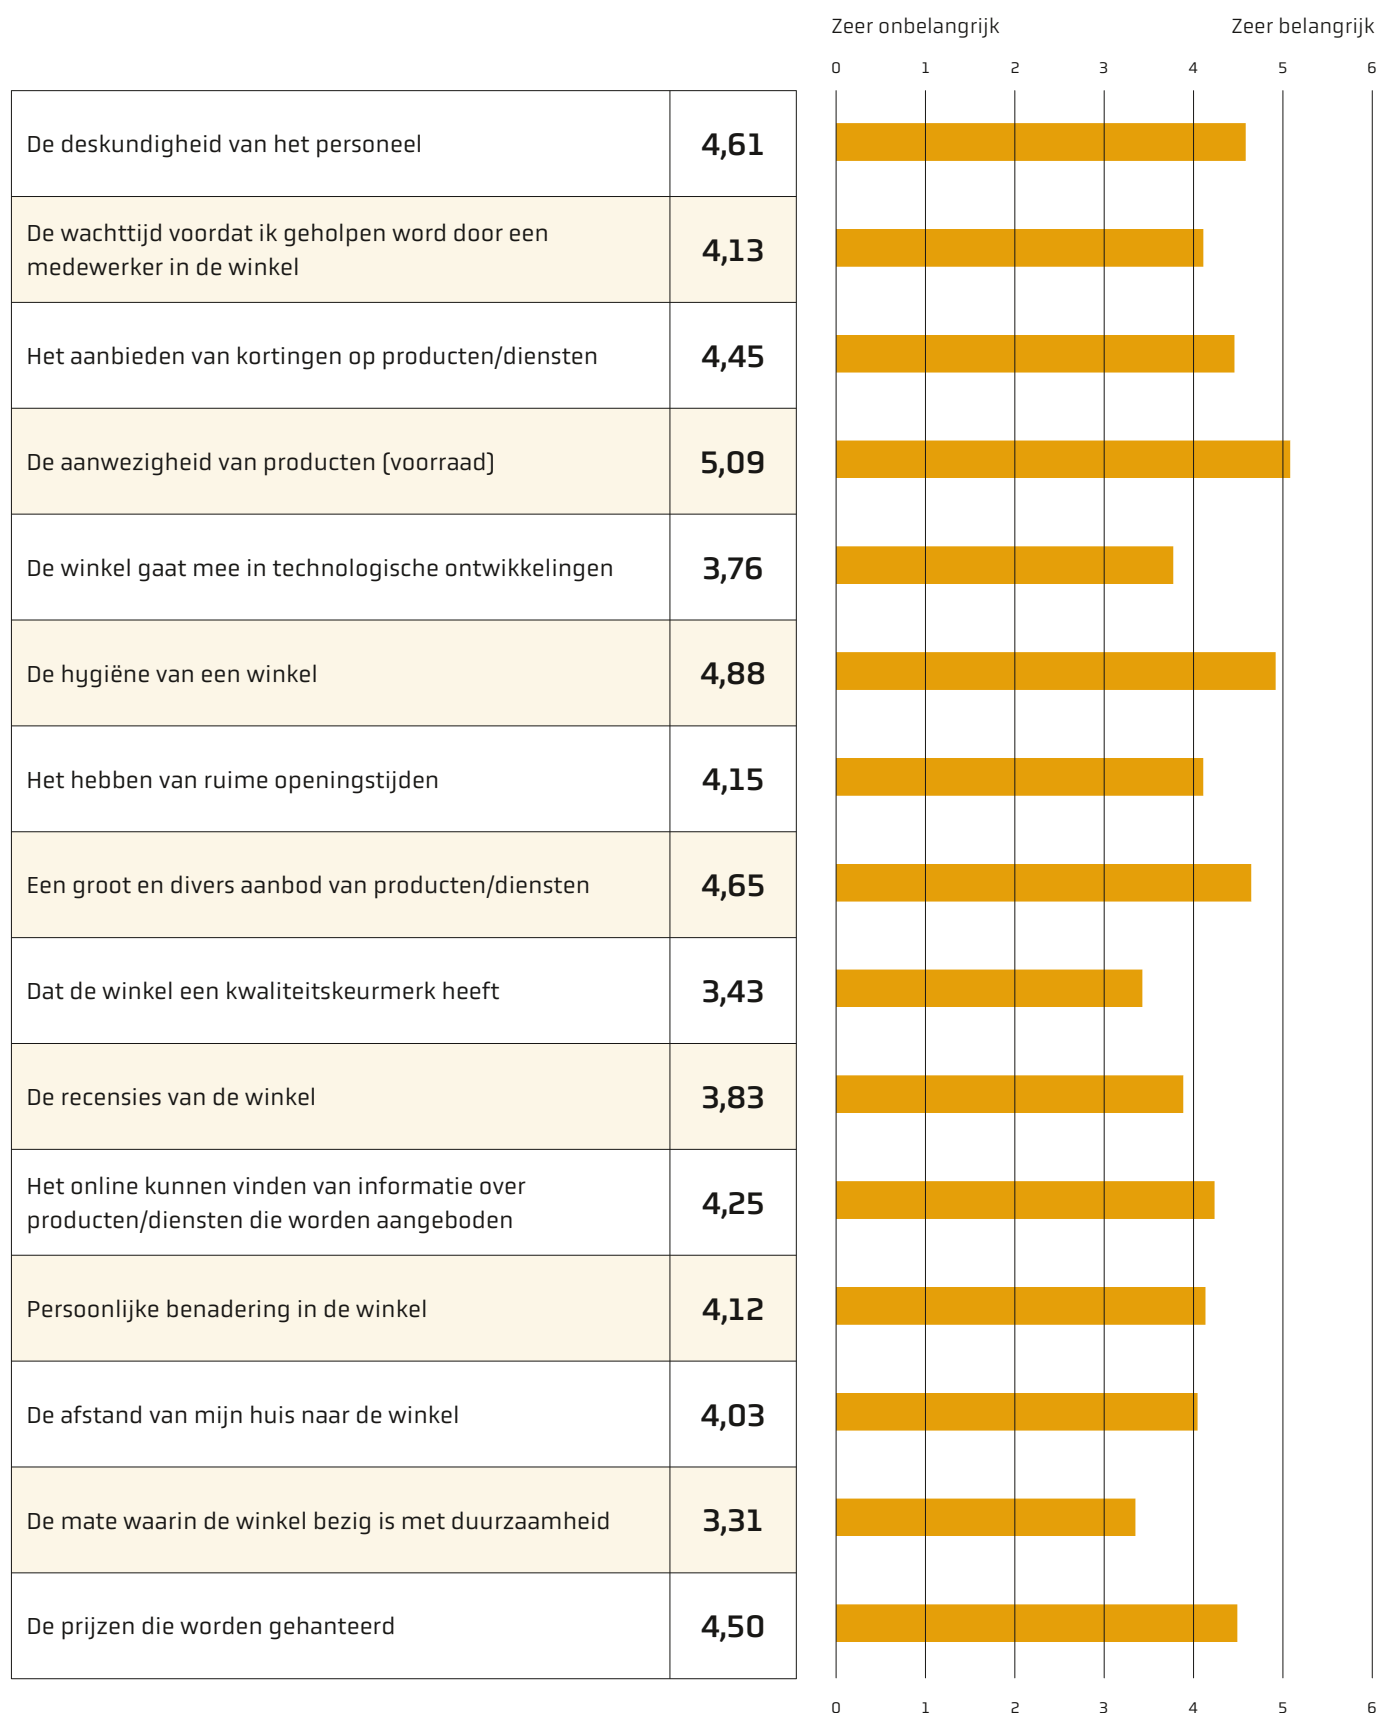 Zeer onbelangrijk Zeer belangrijk
0 1 2 3 4 5 6
De deskundigheid van het personeel 4,61
De wachttijd voordat ik geholpen word door een
medewerker in de winkel 4,13
Het aanbieden van kortingen op producten/diensten 4,45
De aanwezigheid van producten (voorraad) 5,09
De winkel gaat mee in technologische ontwikkelingen 3,76
De hygiëne van een winkel 4,88
Het hebben van ruime openingstijden 4,15
Een groot en divers aanbod van producten/diensten 4,65
Dat de winkel een kwaliteitskeurmerk heeft 3,43
De recensies van de winkel 3,83
Het online kunnen vinden van informatie over
producten/diensten die worden aangeboden 4,25
Persoonlijke benadering in de winkel 4,12
De afstand van mijn huis naar de winkel 4,03
De mate waarin de winkel bezig is met duurzaamheid 3,31
De prijzen die worden gehanteerd 4,50
0 1 2 3 4 5 6